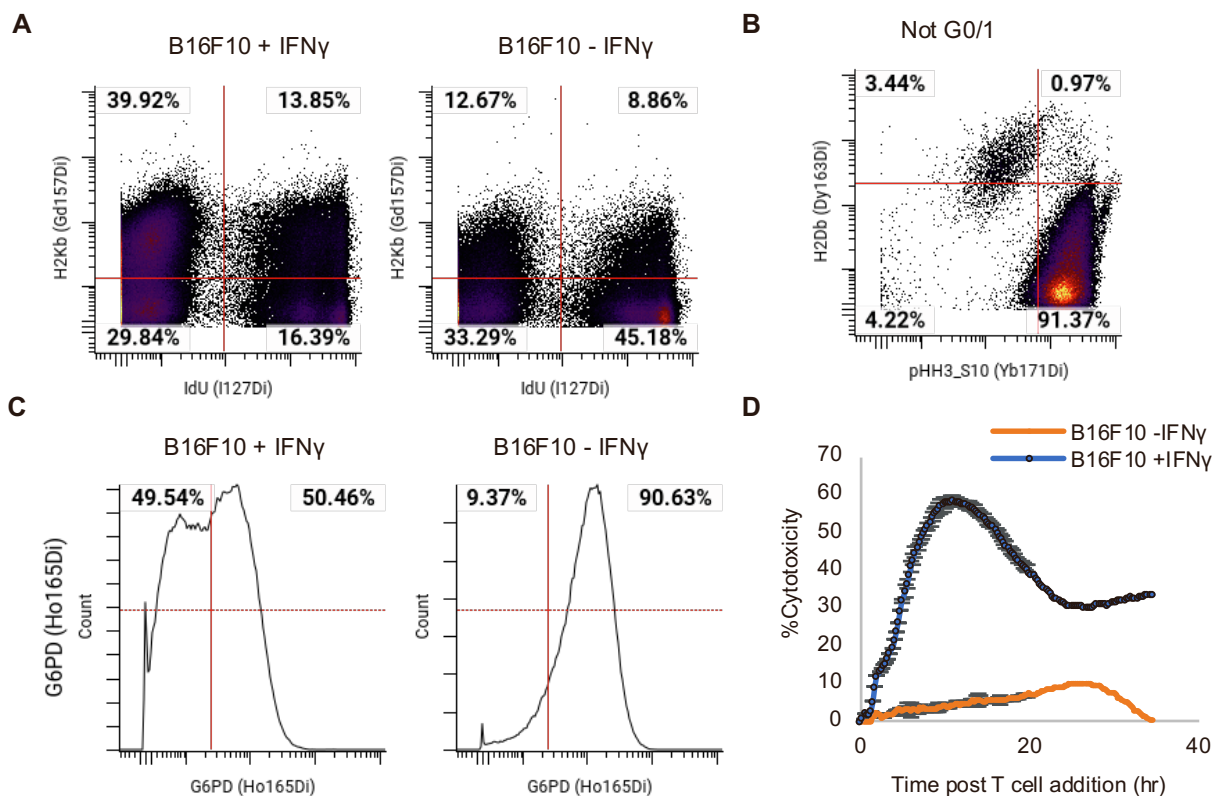 A
B16F10 + IFNγ
B16F10 - IFNγ
39.92%
13.85%
29.84%
16.39%
H2Kb (Gd157Di)
IdU (I127Di)
12.67%
8.86%
33.29%
45.18%
H2Kb (Gd157Di)
IdU (I127Di)
B
Not G0/1
3.44%
0.97%
4.22%
91.37%
H2Db (Dy163Di)
pHH3_S10 (Yb171Di)
C
B16F10 + IFNγ
B16F10 - IFNγ
49.54%
50.46%
G6PD (Ho165Di)
Count
G6PD (Ho165Di)
9.37%
90.63%
Count
G6PD (Ho165Di)
D
B16F10 -IFNγ
B16F10 +IFNγ
70
60
50
40
30
20
10
0
%Cytotoxicity
0
20
40
Time post T cell addition (hr)